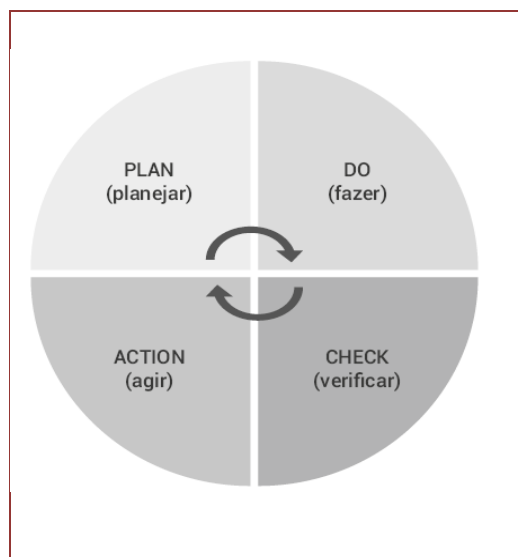 PLAN
(planejar)
DO
(fazer)
ACTION
(agir)
CHECK
(verificar)